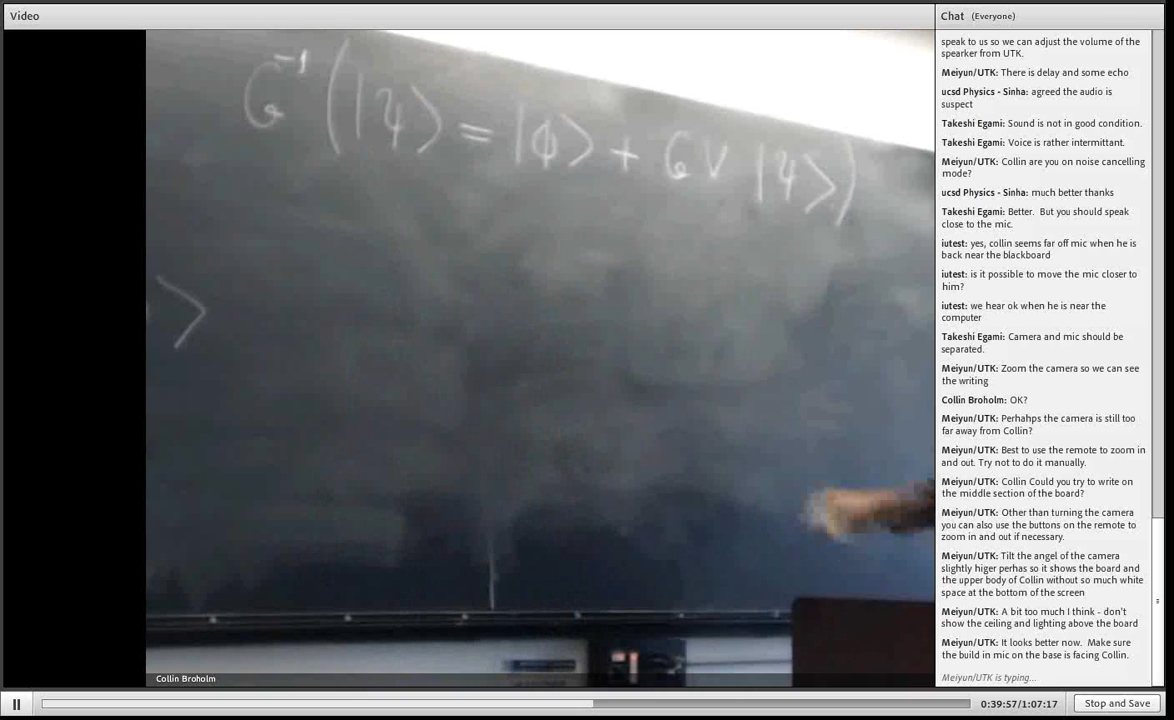 Video
G⁻¹ (|ψ⟩ = |ϕ⟩ + GV |ψ⟩)
⟩
Collin Broholm
Chat (Everyone)
speak to us so we can adjust the volume of the
spearker from UTK.
Meiyun/UTK: There is delay and some echo
ucsd Physics - Sinha: agreed the audio is
suspect
Takeshi Egami: Sound is not in good condition.
Takeshi Egami: Voice is rather intermittant.
Meiyun/UTK: Collin are you on noise cancelling
mode?
ucsd Physics - Sinha: much better thanks
Takeshi Egami: Better. But you should speak
close to the mic.
iutest: yes, collin seems far off mic when he is
back near the blackboard
iutest: is it possible to move the mic closer to
him?
iutest: we hear ok when he is near the
computer
Takeshi Egami: Camera and mic should be
separated.
Meiyun/UTK: Zoom the camera so we can see
the writing
Collin Broholm: OK?
Meiyun/UTK: Perhahps the camera is still too
far away from Collin?
Meiyun/UTK: Best to use the remote to zoom in
and out. Try not to do it manually.
Meiyun/UTK: Collin Could you try to write on
the middle section of the board?
Meiyun/UTK: Other than turning the camera
you can also use the buttons on the remote to
zoom in and out if necessary.
Meiyun/UTK: Tilt the angel of the camera
slightly higer perhas so it shows the board and
the upper body of Collin without so much white
space at the bottom of the screen
Meiyun/UTK: A bit too much I think - don't
show the ceiling and lighting above the board
Meiyun/UTK: It looks better now. Make sure
the build in mic on the base is facing Collin.
Meiyun/UTK is typing...
0:39:57/1:07:17
Stop and Save